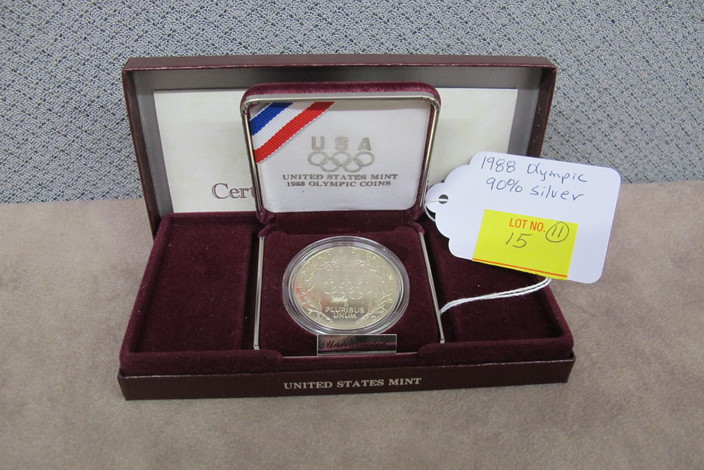 USA
UNITED STATES MINT
1988 OLYMPIC COINS
Cert
1988 Olympic
90% silver
LOT NO.
15 11
PLURIBUS
UNUM
UNITED STATES MINT